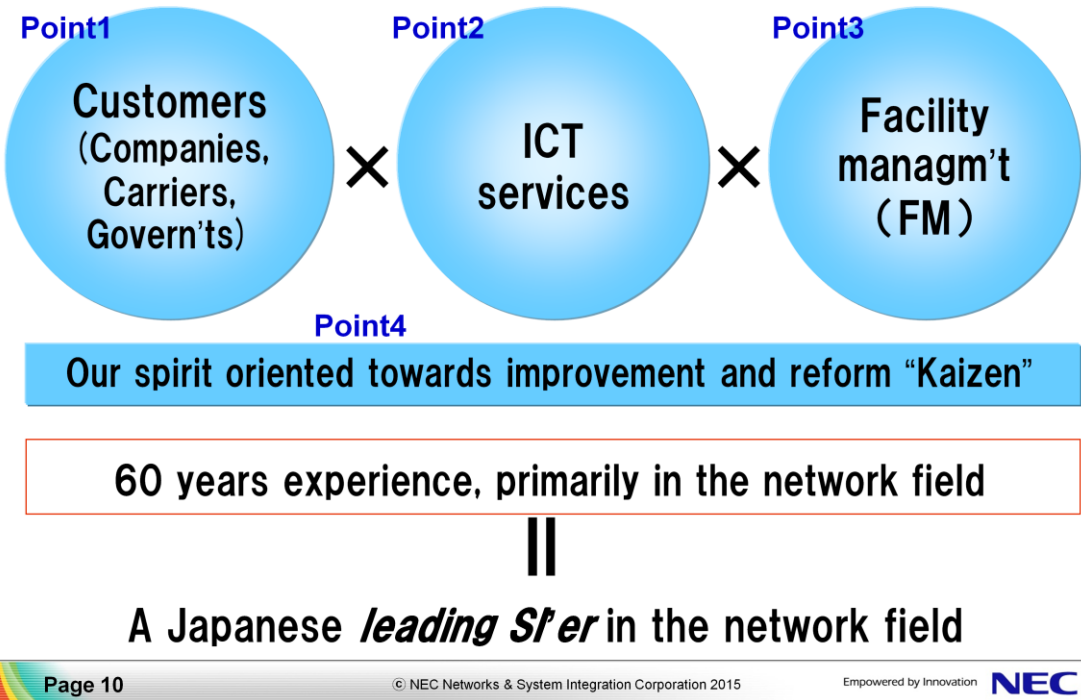 Point1
Customers
(Companies,
Carriers,
Govern'ts)
×
Point2
ICT
services
×
Point3
Facility
managm't
(FM)
Point4
Our spirit oriented towards improvement and reform “Kaizen”
60 years experience, primarily in the network field
=
A Japanese leading SI'er in the network field
Page 10
© NEC Networks & System Integration Corporation 2015
Empowered by Innovation NEC